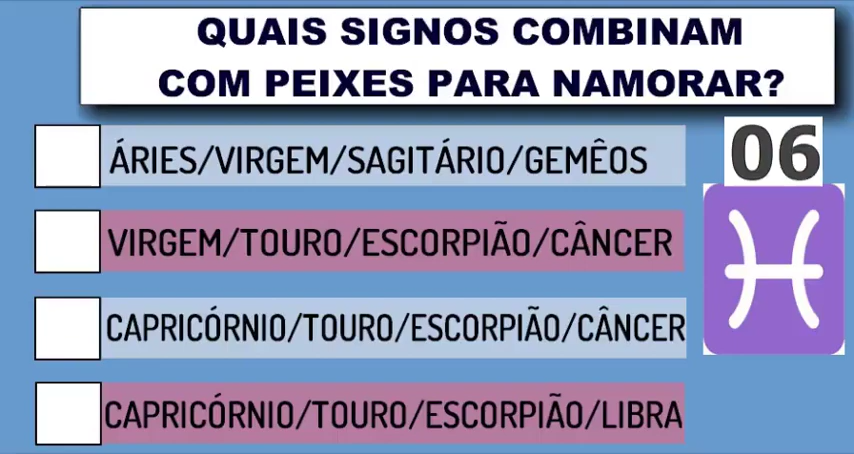 QUAIS SIGNOS COMBINAM
COM PEIXES PARA NAMORAR?
06
ÁRIES/VIRGEM/SAGITÁRIO/GEMÊOS
VIRGEM/TOURO/ESCORPIÃO/CÂNCER
CAPRICÓRNIO/TOURO/ESCORPIÃO/CÂNCER
CAPRICÓRNIO/TOURO/ESCORPIÃO/LIBRA